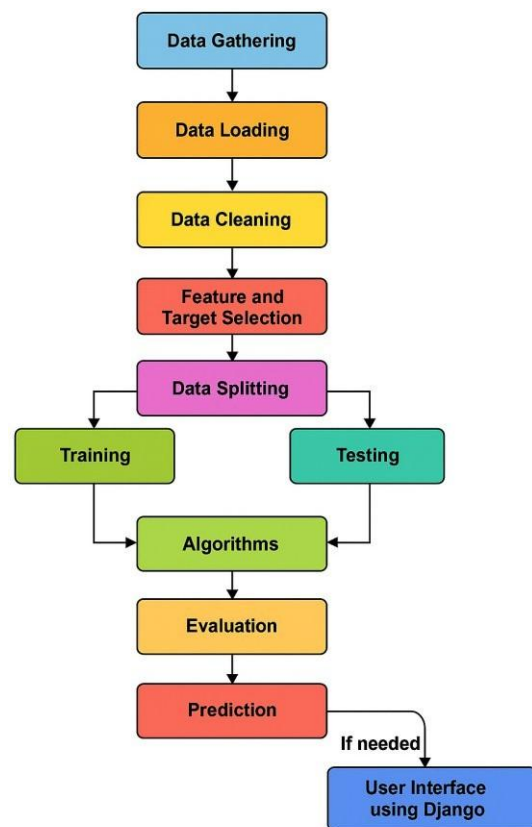 Data Gathering
Data Loading
Data Cleaning
Feature and
Target Selection
Data Splitting
Training
Testing
Algorithms
Evaluation
Prediction
If needed
User Interface
using Django